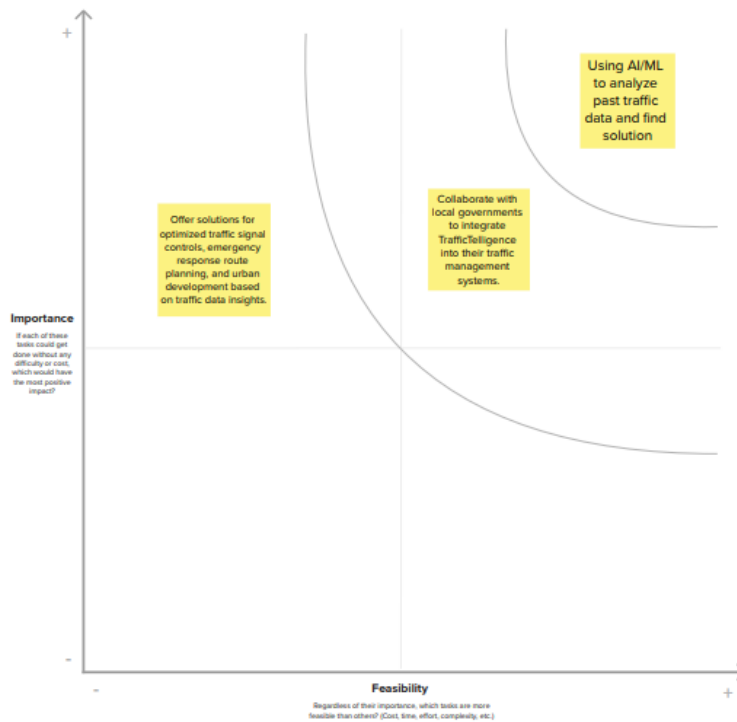 +
Using AI/ML
to analyze
past traffic
data and find
solution
Collaborate with
local governments
to integrate
TrafficTelligence
into their traffic
management
systems.
Offer solutions for
optimized traffic signal
controls, emergency
response route
planning, and urban
development based
on traffic data insights.
Importance
If each of these
tasks could get
done without any
difficulty or cost,
which would have
the most positive
impact?
-
-
Feasibility
+
Regardless of their importance, which tasks are more
feasible than others? (Cost, time, effort, complexity, etc.)